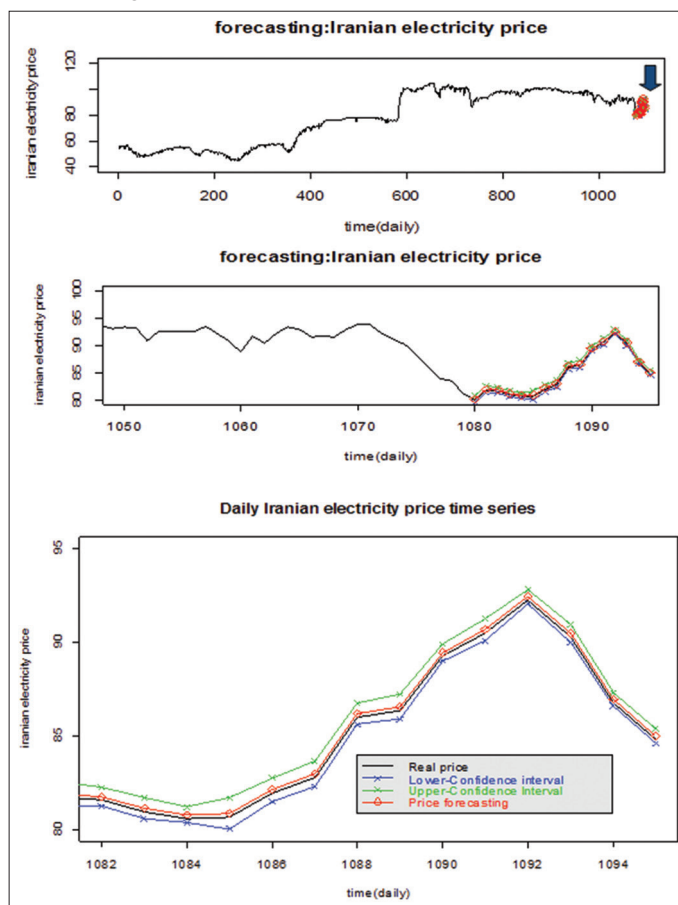 forecasting:Iranian electricity price
iranian electricity price
120
80
60
40
0
200
400
600
800
1000
time(daily)
forecasting:Iranian electricity price
iranian electricity price
100
95
90
85
80
1050
1060
1070
1080
1090
time(daily)
Daily Iranian electricity price time series
iranian electricity price
95
90
85
80
Real price
Lower-Confidence interval
Upper-Confidence Interval
Price forecasting
1082
1084
1086
1088
1090
1092
1094
time(daily)